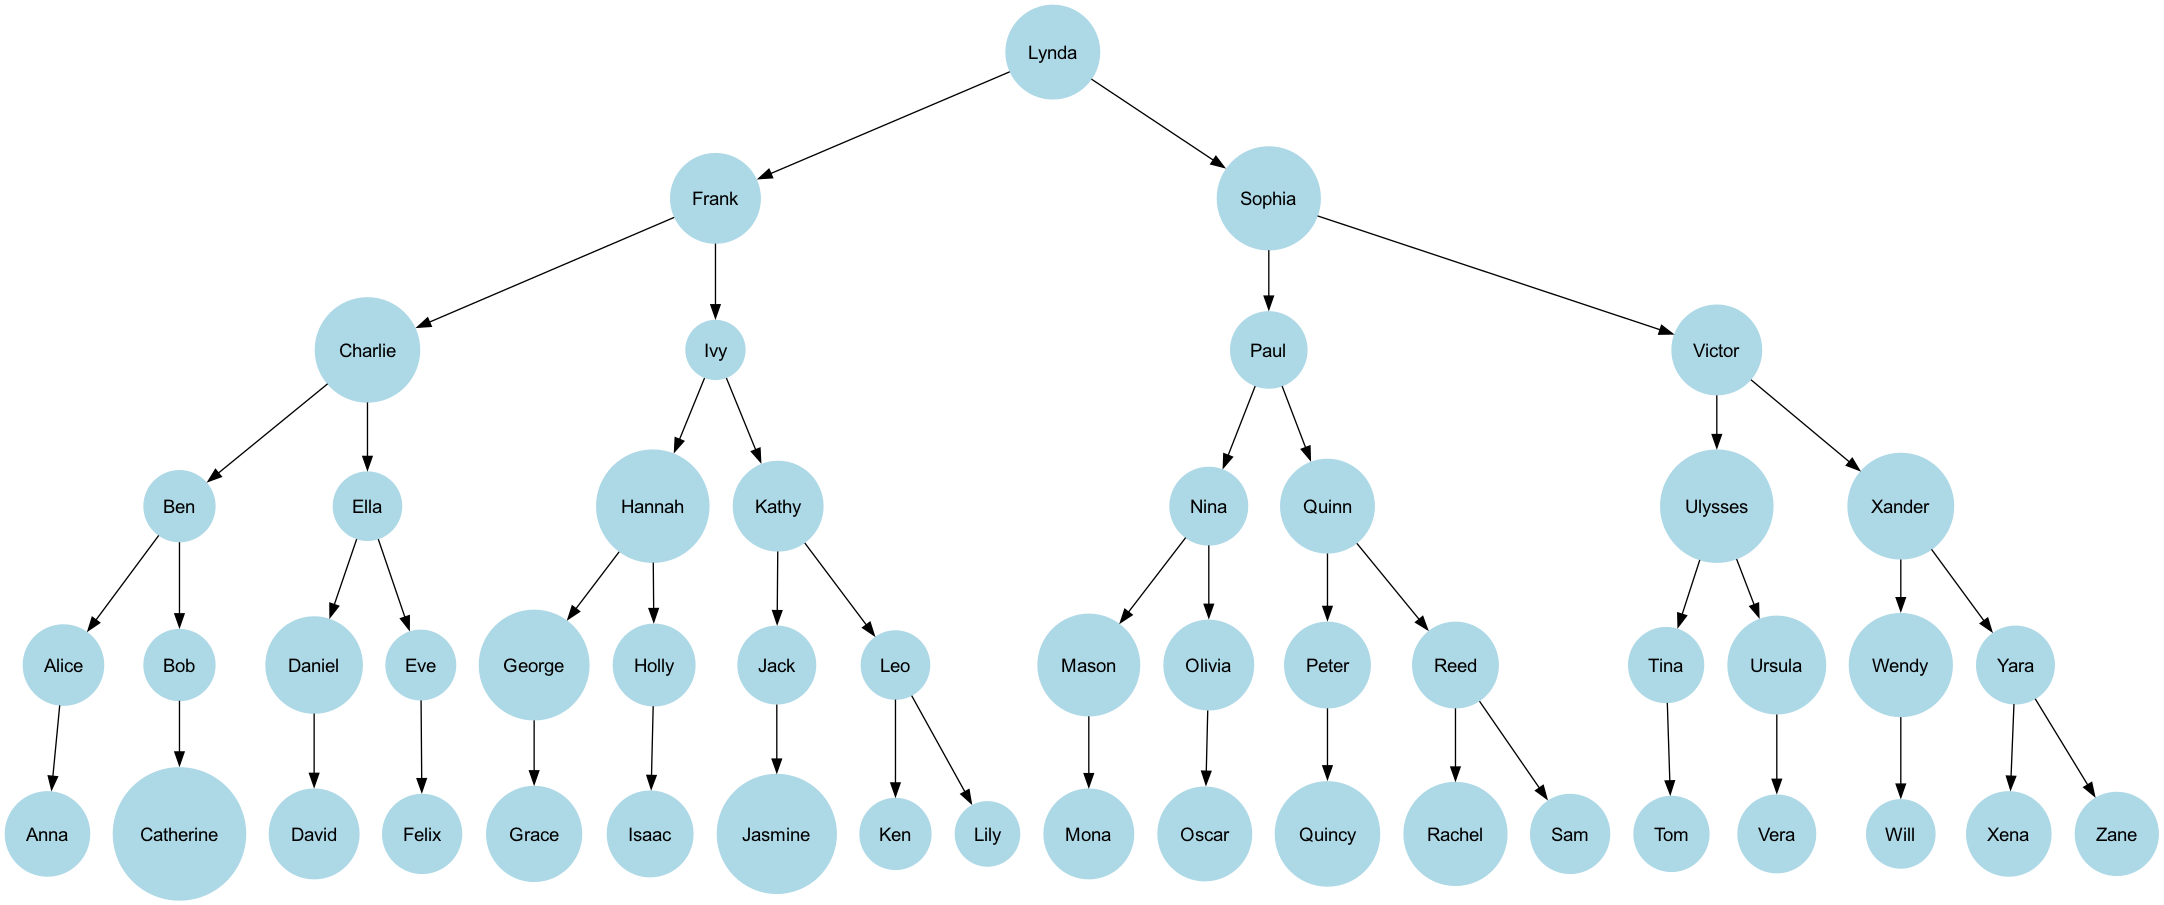 Lynda
Frank
Sophia
Charlie
Ivy
Paul
Victor
Ben
Ella
Hannah
Kathy
Nina
Quinn
Ulysses
Xander
Alice
Bob
Daniel
Eve
George
Holly
Jack
Leo
Mason
Olivia
Peter
Reed
Tina
Ursula
Wendy
Yara
Anna
Catherine
David
Felix
Grace
Isaac
Jasmine
Ken
Lily
Mona
Oscar
Quincy
Rachel
Sam
Tom
Vera
Will
Xena
Zane